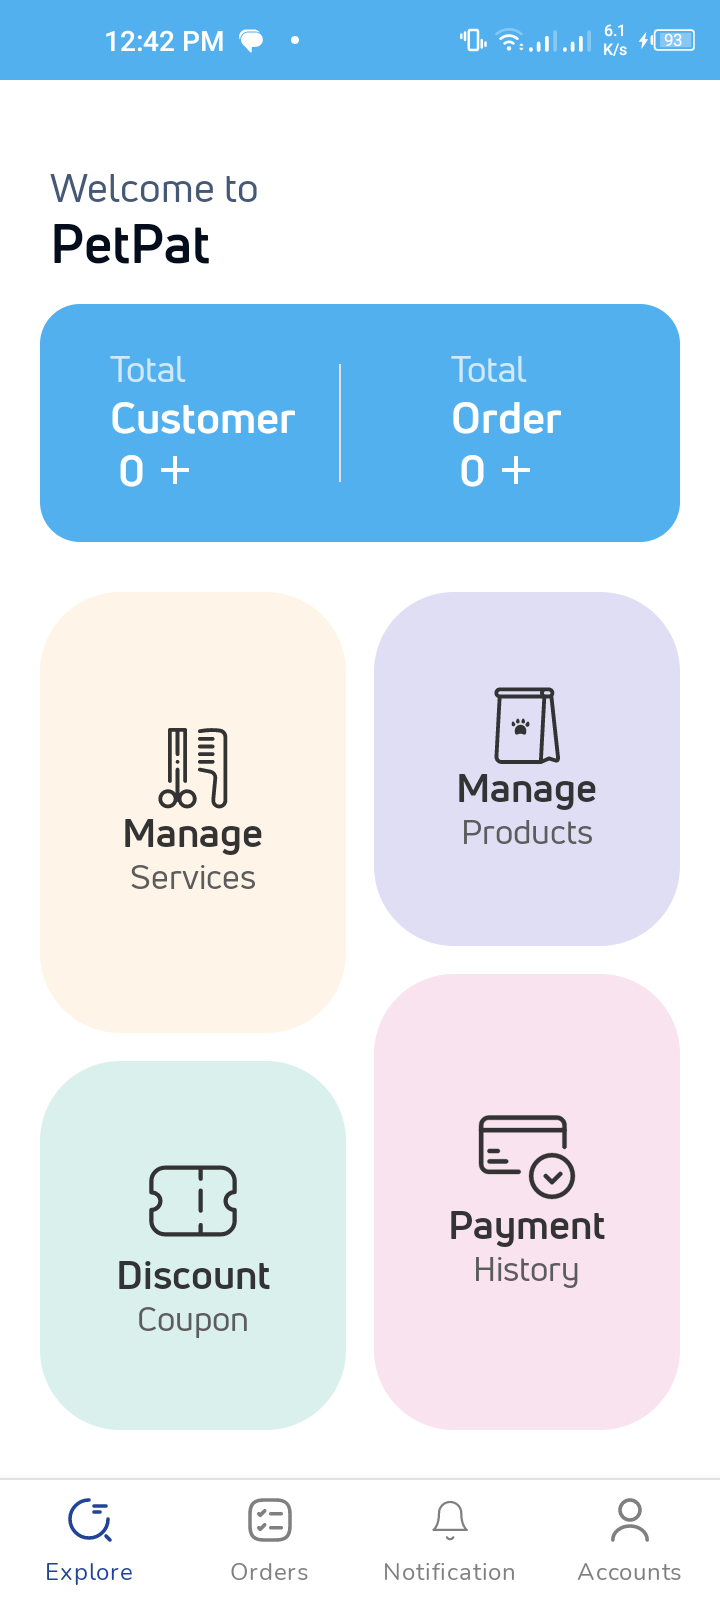 12:42 PM
6.1
K/s
93
Welcome to
PetPat
Total
Customer
0 +
Total
Order
0 +
Manage
Services
Manage
Products
Discount
Coupon
Payment
History
Explore
Orders
Notification
Accounts